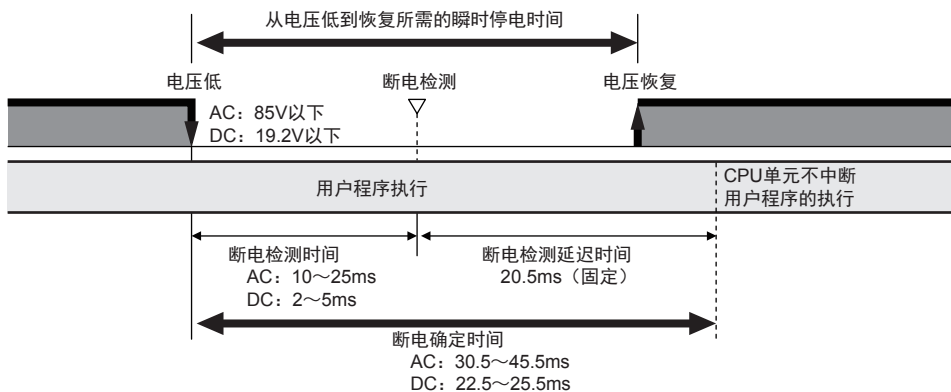 从电压低到恢复所需的瞬时停电时间
电压低
断电检测
电压恢复
AC：85V以下
DC：19.2V以下
用户程序执行
CPU单元不中断
用户程序的执行
断电检测时间
AC：10～25ms
DC：2～5ms
断电检测延迟时间
20.5ms（固定）
断电确定时间
AC：30.5～45.5ms
DC：22.5～25.5ms